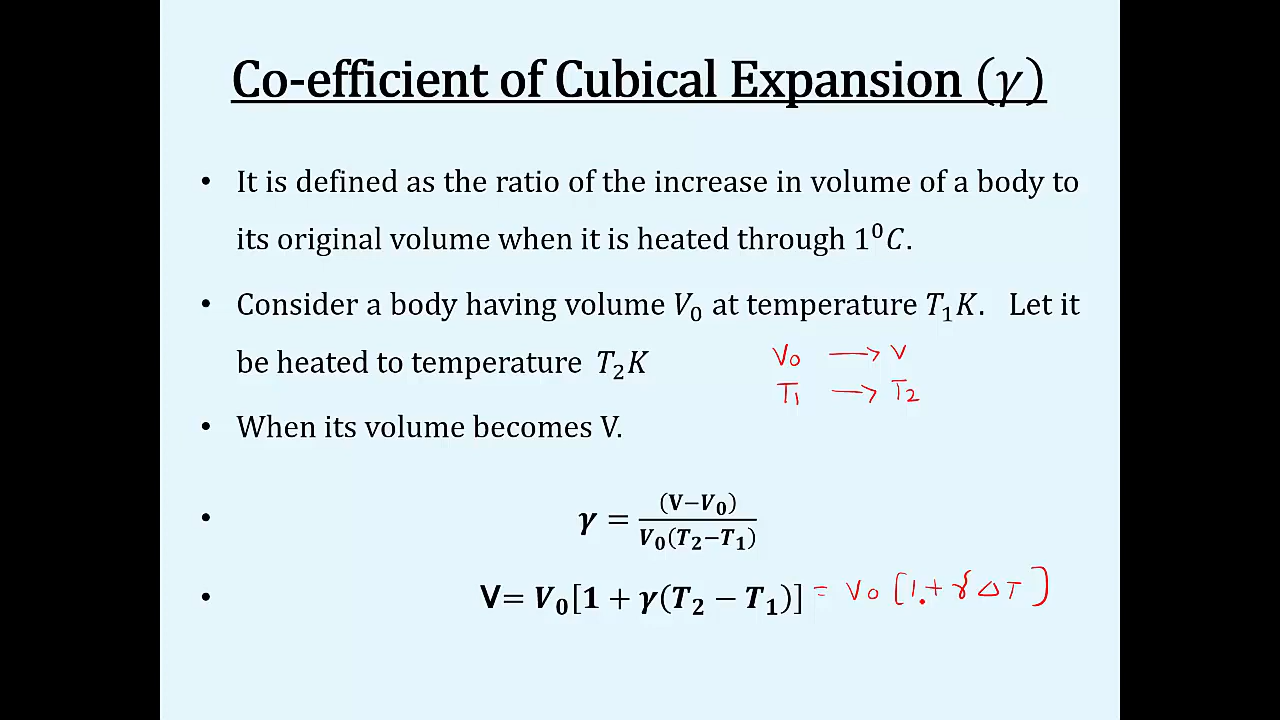 Co-efficient of Cubical Expansion (γ)
• It is defined as the ratio of the increase in volume of a body to
its original volume when it is heated through 1⁰C.
• Consider a body having volume V₀ at temperature T₁K. Let it
be heated to temperature T₂K
V₀ → V
T₁ → T₂
• When its volume becomes V.
• γ = (V−V₀) / V₀(T₂−T₁)
• V= V₀[1 + γ(T₂ − T₁)] = V₀ [1 + γ ΔT]